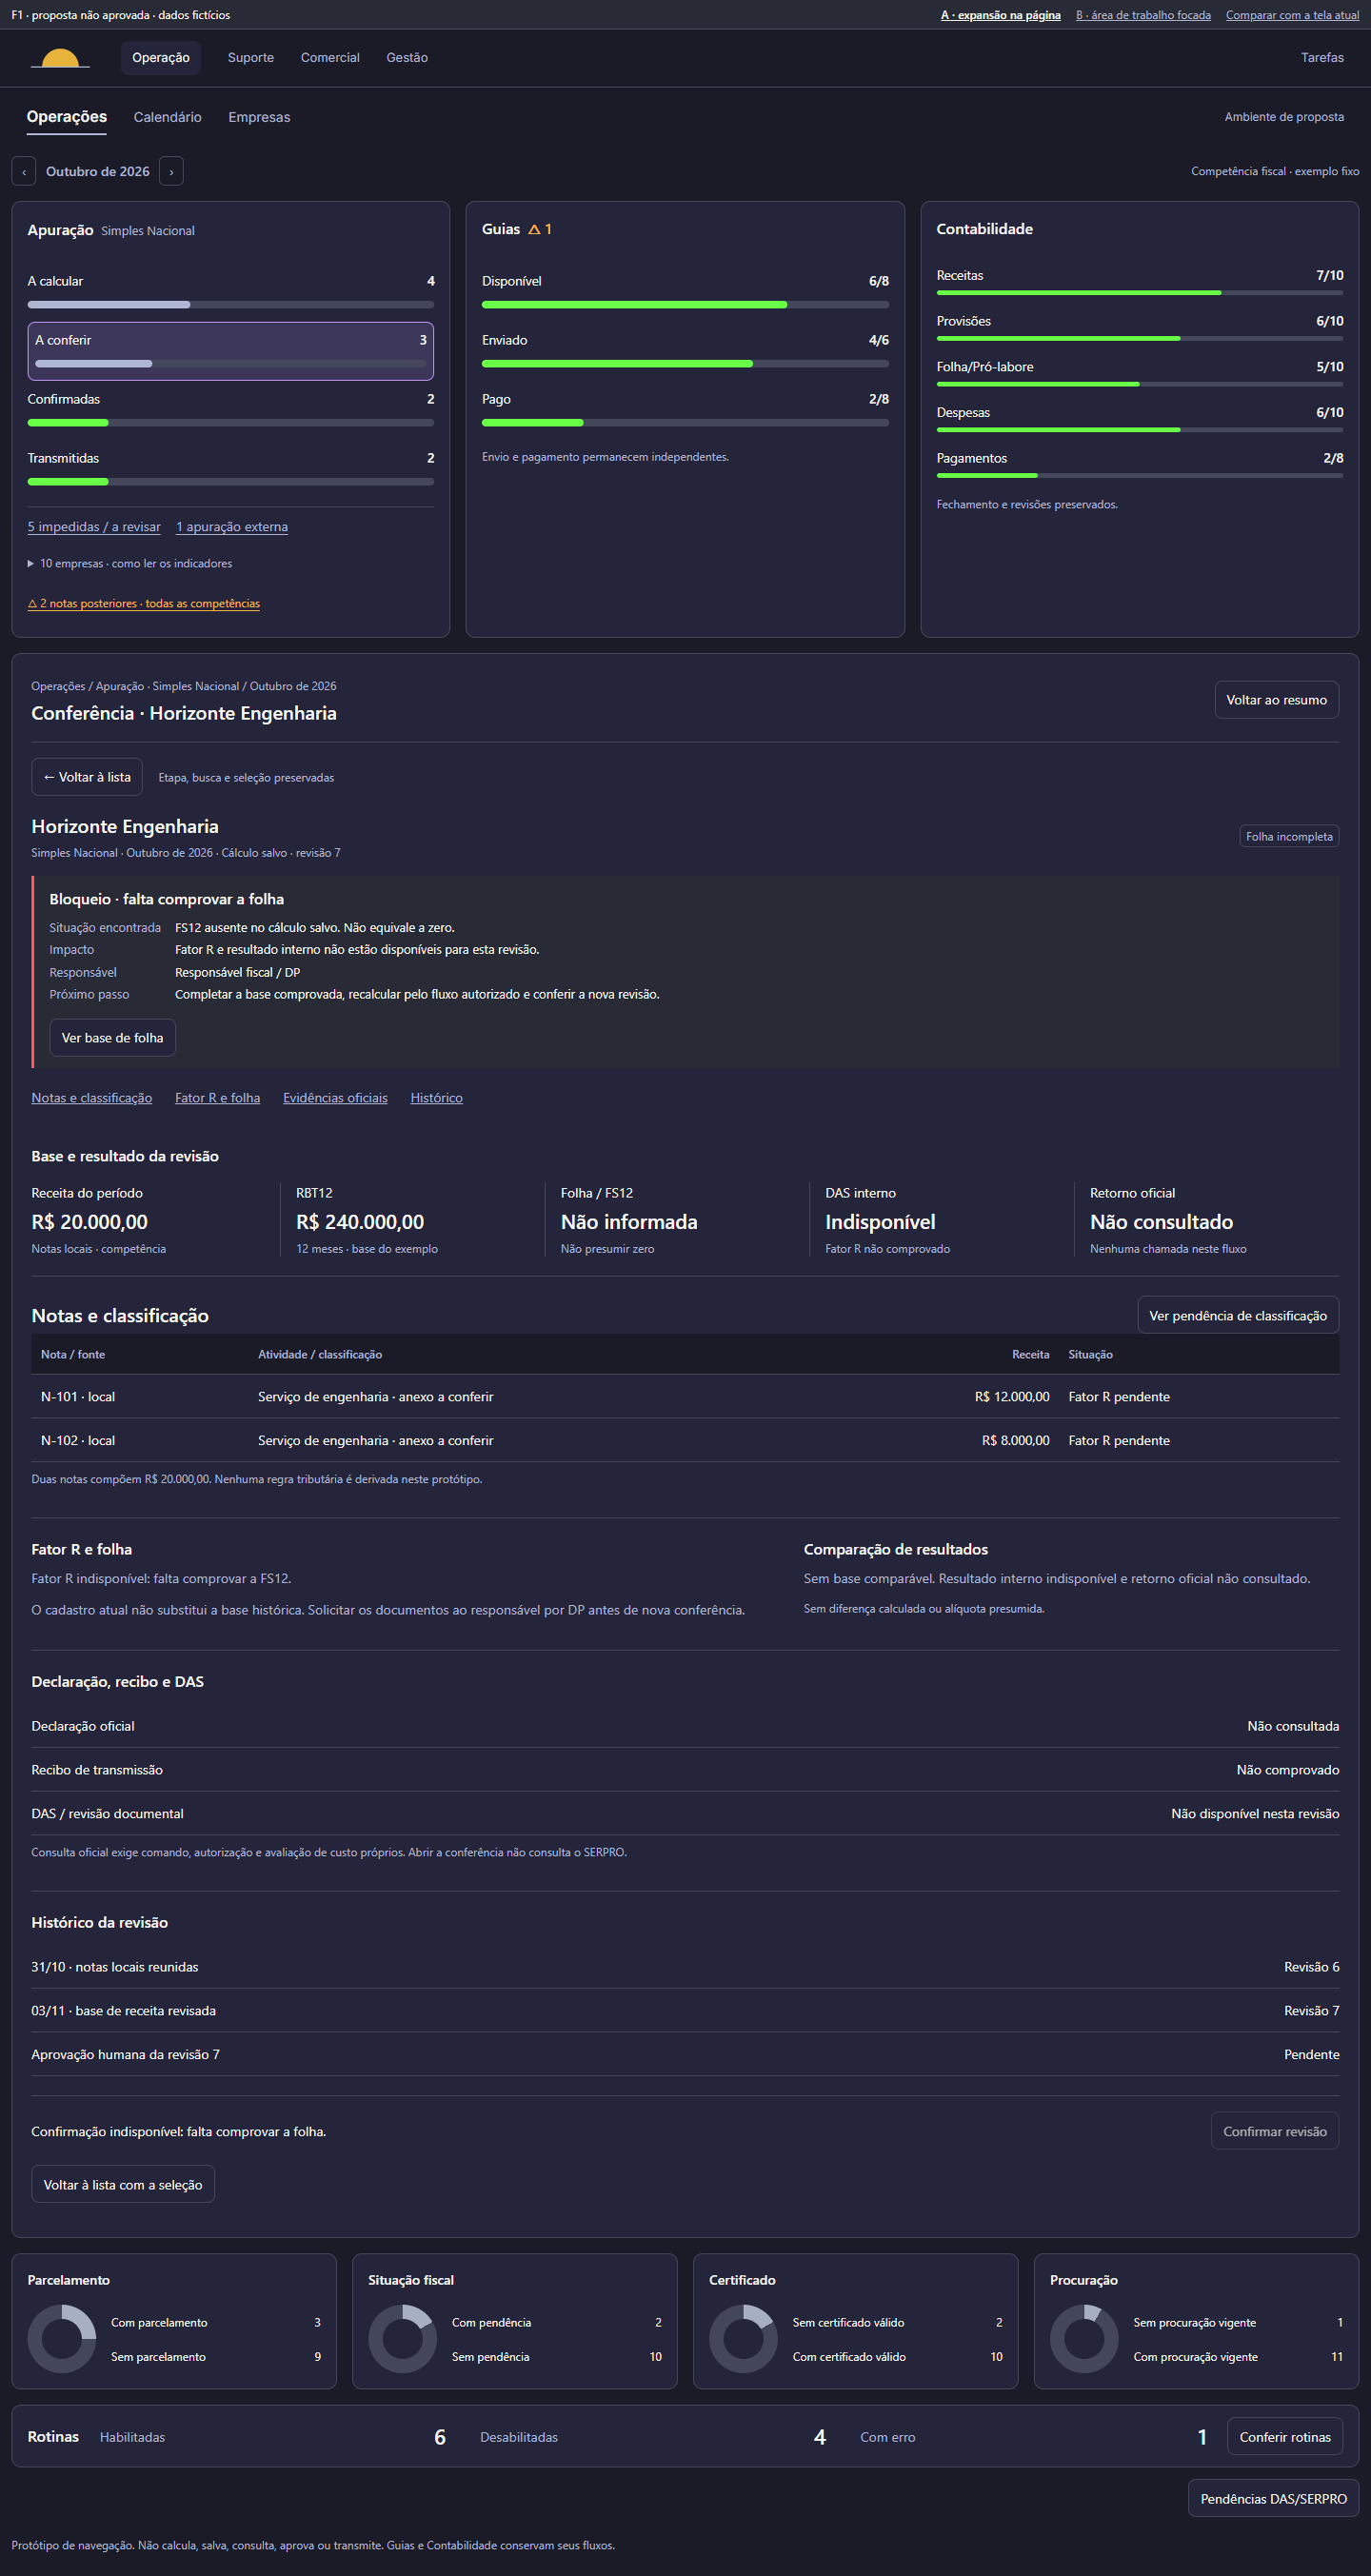 F1 · proposta não aprovada · dados fictícios
A · expansão na página   B · área de trabalho focada   Comparar com a tela atual
Operação   Suporte   Comercial   Gestão   Tarefas
Operações   Calendário   Empresas   Ambiente de proposta
‹ Outubro de 2026 ›   Competência fiscal · exemplo fixo
Apuração Simples Nacional
A calcular 4
A conferir 3
Confirmadas 2
Transmitidas 2
5 impedidas / a revisar   1 apuração externa
▶ 10 empresas · como ler os indicadores
△ 2 notas posteriores · todas as competências
Guias △ 1
Disponível 6/8
Enviado 4/6
Pago 2/8
Envio e pagamento permanecem independentes.
Contabilidade
Receitas 7/10
Provisões 6/10
Folha/Pró-labore 5/10
Despesas 6/10
Pagamentos 2/8
Fechamento e revisões preservados.
Operações / Apuração · Simples Nacional / Outubro de 2026
Conferência · Horizonte Engenharia
Voltar ao resumo
← Voltar à lista   Etapa, busca e seleção preservadas
Horizonte Engenharia
Simples Nacional · Outubro de 2026 · Cálculo salvo · revisão 7
Folha incompleta
Bloqueio · falta comprovar a folha
Situação encontrada   FS12 ausente no cálculo salvo. Não equivale a zero.
Impacto   Fator R e resultado interno não estão disponíveis para esta revisão.
Responsável   Responsável fiscal / DP
Próximo passo   Completar a base comprovada, recalcular pelo fluxo autorizado e conferir a nova revisão.
Ver base de folha
Notas e classificação   Fator R e folha   Evidências oficiais   Histórico
Base e resultado da revisão
Receita do período
R$ 20.000,00
Notas locais · competência
RBT12
R$ 240.000,00
12 meses · base do exemplo
Folha / FS12
Não informada
Não presumir zero
DAS interno
Indisponível
Fator R não comprovado
Retorno oficial
Não consultado
Nenhuma chamada neste fluxo
Notas e classificação
Ver pendência de classificação
Nota / fonte   Atividade / classificação   Receita   Situação
N-101 · local   Serviço de engenharia · anexo a conferir   R$ 12.000,00   Fator R pendente
N-102 · local   Serviço de engenharia · anexo a conferir   R$ 8.000,00   Fator R pendente
Duas notas compõem R$ 20.000,00. Nenhuma regra tributária é derivada neste protótipo.
Fator R e folha
Fator R indisponível: falta comprovar a FS12.
O cadastro atual não substitui a base histórica. Solicitar os documentos ao responsável por DP antes de nova conferência.
Comparação de resultados
Sem base comparável. Resultado interno indisponível e retorno oficial não consultado.
Sem diferença calculada ou alíquota presumida.
Declaração, recibo e DAS
Declaração oficial   Não consultada
Recibo de transmissão   Não comprovado
DAS / revisão documental   Não disponível nesta revisão
Consulta oficial exige comando, autorização e avaliação de custo próprios. Abrir a conferência não consulta o SERPRO.
Histórico da revisão
31/10 · notas locais reunidas   Revisão 6
03/11 · base de receita revisada   Revisão 7
Aprovação humana da revisão 7   Pendente
Confirmação indisponível: falta comprovar a folha.   Confirmar revisão
Voltar à lista com a seleção
Parcelamento
Com parcelamento 3
Sem parcelamento 9
Situação fiscal
Com pendência 2
Sem pendência 10
Certificado
Sem certificado válido 2
Com certificado válido 10
Procuração
Sem procuração vigente 1
Com procuração vigente 11
Rotinas   Habilitadas 6   Desabilitadas 4   Com erro 1   Conferir rotinas
Pendências DAS/SERPRO
Protótipo de navegação. Não calcula, salva, consulta, aprova ou transmite. Guias e Contabilidade conservam seus fluxos.